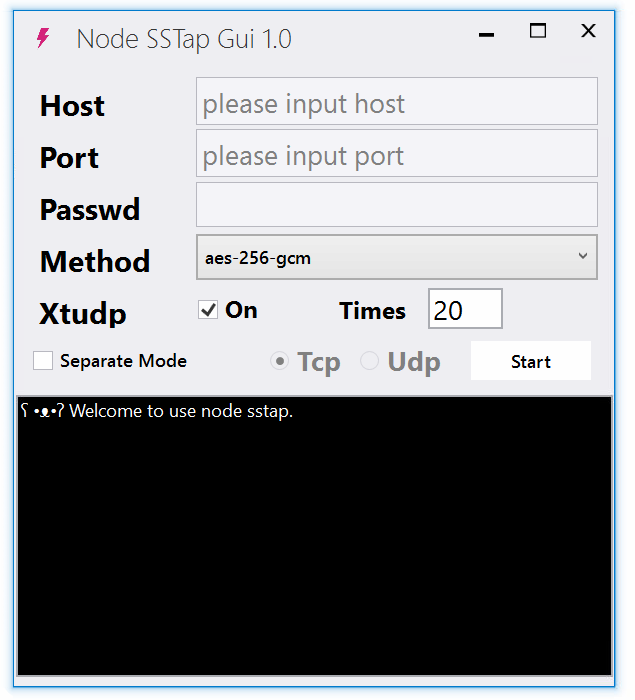 Node SSTap Gui 1.0
Host please input host
Port please input port
Passwd
Method aes-256-gcm
Xtudp On Times 20
Separate Mode Tcp Udp Start
ʕ •ᴥ•ʔ Welcome to use node sstap.